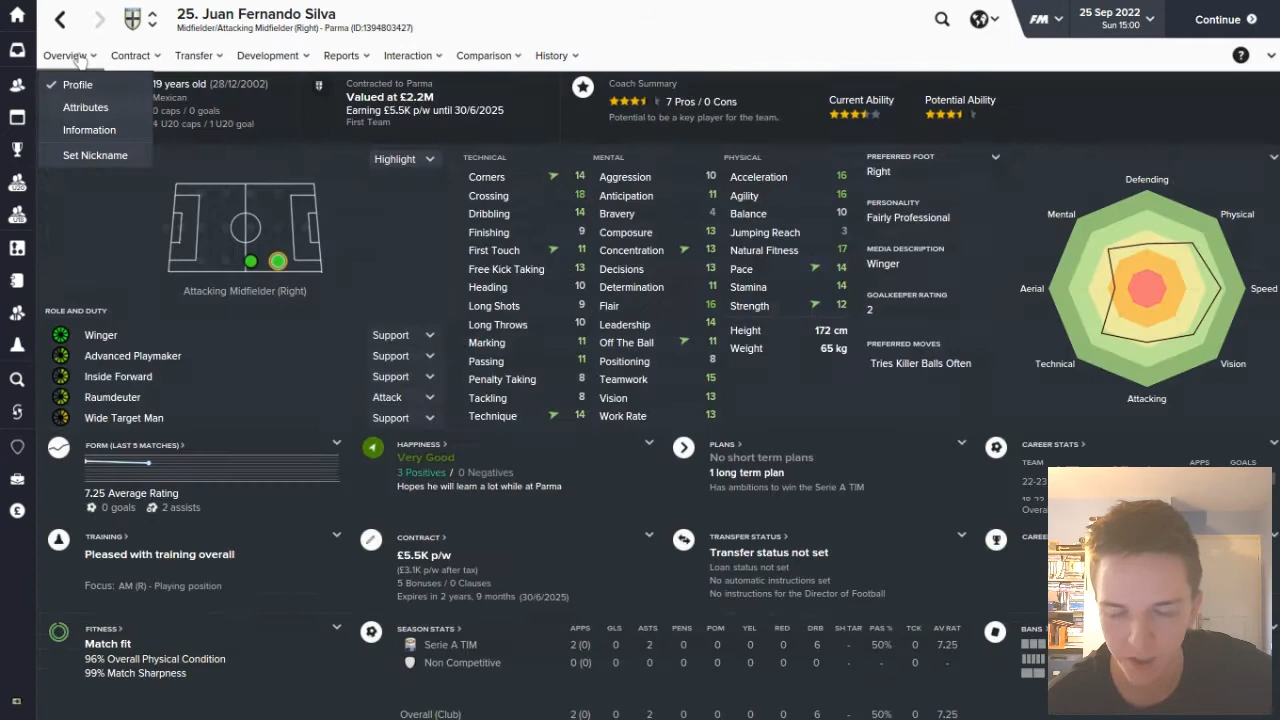 25. Juan Fernando Silva
Midfielder/Attacking Midfielder (Right) - Parma (ID:1394803427)
FM
25 Sep 2022
Sun 15:00
Continue
Overview
Contract
Transfer
Development
Reports
Interaction
Comparison
History
?
Profile
Attributes
Information
Set Nickname
19 years old (28/12/2002)
Mexican
0 caps / 0 goals
4 U20 caps / 1 U20 goal
Contracted to Parma
Valued at £2.2M
Earning £5.5K p/w until 30/6/2025
First Team
Coach Summary
7 Pros / 0 Cons
Potential to be a key player for the team.
Current Ability
Potential Ability
Attacking Midfielder (Right)
ROLE AND DUTY
Winger Support
Advanced Playmaker Support
Inside Forward Support
Raumdeuter Attack
Wide Target Man Support
Highlight
TECHNICAL
Corners 14
Crossing 18
Dribbling 14
Finishing 9
First Touch 11
Free Kick Taking 13
Heading 10
Long Shots 9
Long Throws 10
Marking 11
Passing 11
Penalty Taking 8
Tackling 8
Technique 14
MENTAL
Aggression 10
Anticipation 11
Bravery 4
Composure 13
Concentration 13
Decisions 13
Determination 11
Flair 16
Leadership 14
Off The Ball 11
Positioning 8
Teamwork 15
Vision 13
Work Rate 13
PHYSICAL
Acceleration 16
Agility 16
Balance 10
Jumping Reach 3
Natural Fitness 17
Pace 14
Stamina 14
Strength 12
Height 172 cm
Weight 65 kg
PREFERRED FOOT
Right
PERSONALITY
Fairly Professional
MEDIA DESCRIPTION
Winger
GOALKEEPER RATING
2
PREFERRED MOVES
Tries Killer Balls Often
Defending
Mental
Physical
Aerial
Speed
Technical
Vision
Attacking
FORM (LAST 5 MATCHES) >
7.25 Average Rating
0 goals
2 assists
HAPPINESS >
Very Good
3 Positives / 0 Negatives
Hopes he will learn a lot while at Parma
PLANS >
No short term plans
1 long term plan
Has ambitions to win the Serie A TIM
CAREER STATS >
TEAM APPS GOALS
22-23
Overa
TRAINING >
Pleased with training overall
Focus: AM (R) - Playing position
CONTRACT >
£5.5K p/w
(£3.1K p/w after tax)
5 Bonuses / 0 Clauses
Expires in 2 years, 9 months (30/6/2025)
TRANSFER STATUS >
Transfer status not set
Loan status not set
No automatic instructions set
No instructions for the Director of Football
CAREE
FITNESS >
Match fit
96% Overall Physical Condition
99% Match Sharpness
SEASON STATS > APPS GLS ASTS PENS POM YEL RED DRB SH TAR PAS % TCK AV RAT
Serie A TIM 2 (0) 0 2 0 0 0 0 6 - 50% 0 7.25
Non Competitive 0 (0) 0 0 0 0 0 0 - - - 0 -
Overall (Club) 2 (0) 0 2 0 0 0 0 6 - 50% 0 7.25
BANS